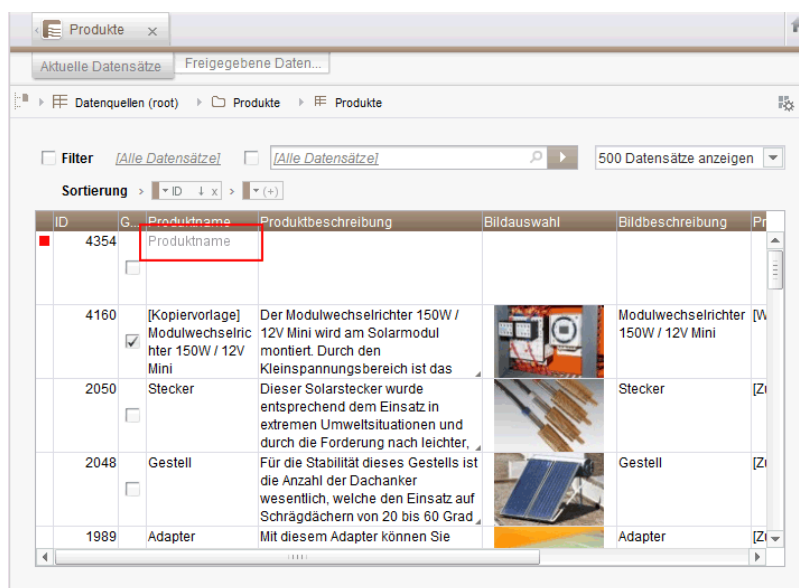 Produkte x
Aktuelle Datensätze Freigegebene Daten...
Datenquellen (root) Produkte Produkte
Filter [Alle Datensätze] [Alle Datensätze] 500 Datensätze anzeigen
Sortierung ID ↓ x (+)
ID G... Produktname Produktbeschreibung Bildauswahl Bildbeschreibung Pr
4354 Produktname
4160 [Kopiervorlage] Der Modulwechselrichter 150W / Modulwechselrichter [W
Modulwechselric 12V Mini wird am Solarmodul 150W / 12V Mini
hter 150W / 12V montiert. Durch den
Mini Kleinspannungsbereich ist das
2050 Stecker Dieser Solarstecker wurde Stecker [Zu
entsprechend dem Einsatz in
extremen Umweltsituationen und
durch die Forderung nach leichter,
2048 Gestell Für die Stabilität dieses Gestells ist Gestell [Zu
die Anzahl der Dachanker
wesentlich, welche den Einsatz auf
Schrägdächern von 20 bis 60 Grad
1989 Adapter Mit diesem Adapter können Sie Adapter [Zu